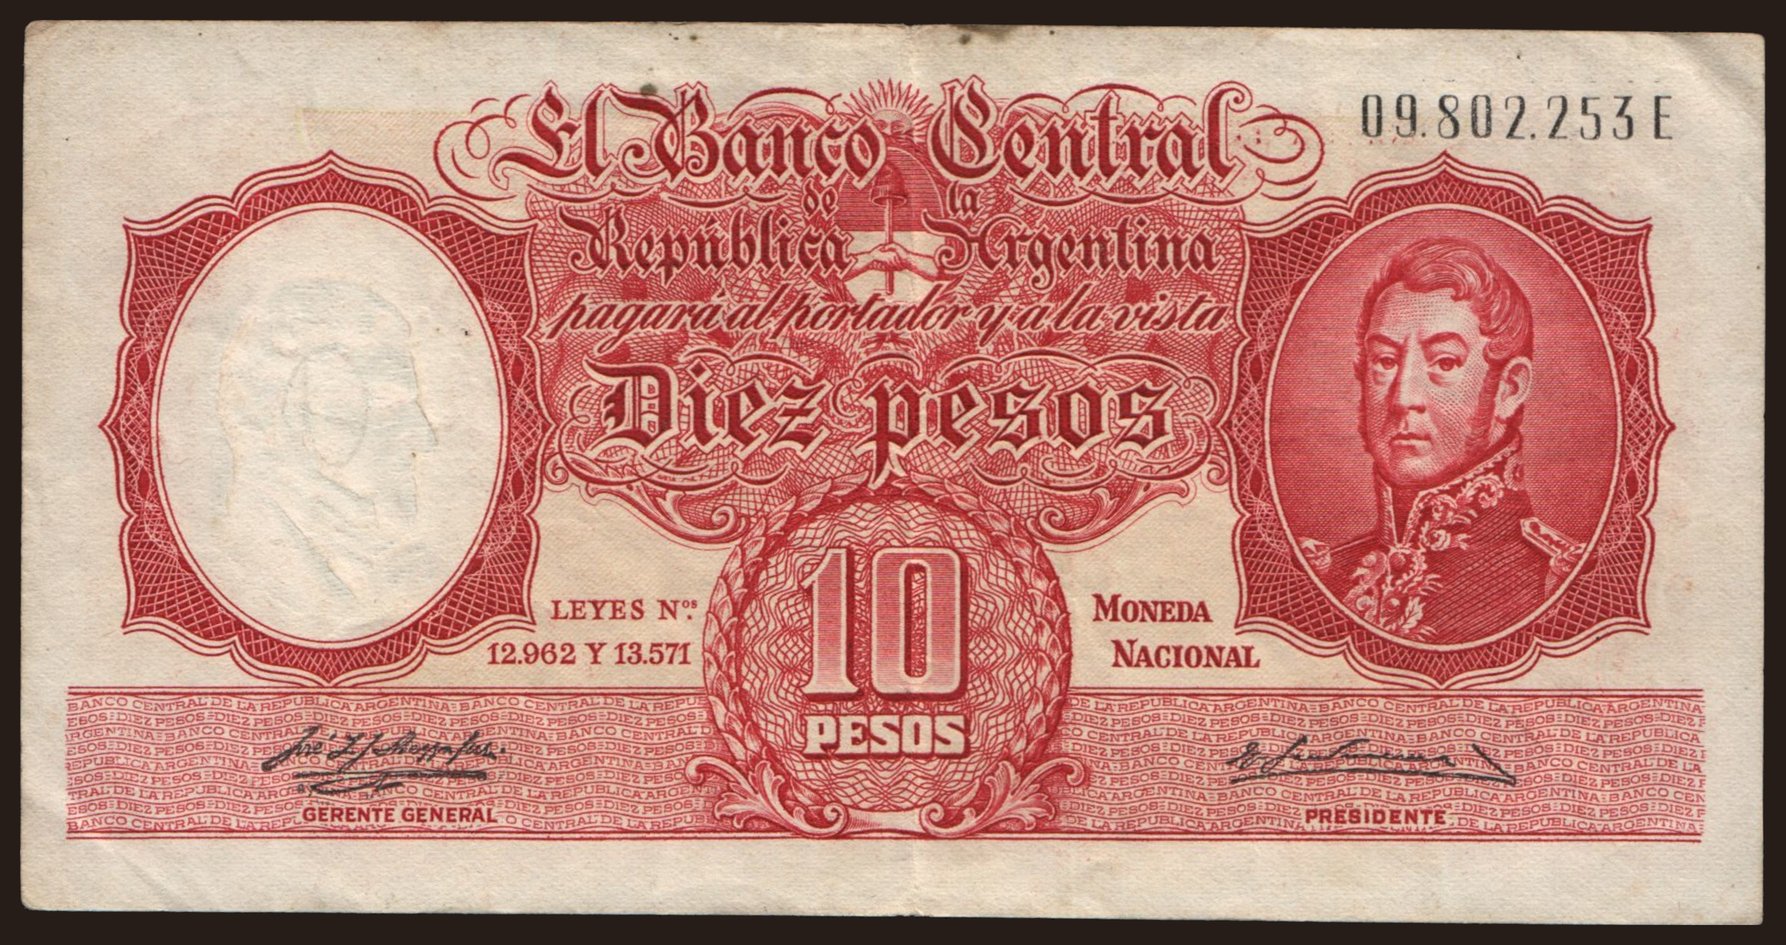 09.802.253 E
El Banco Central
de la
República Argentina
pagará al portador y a la vista
Diez pesos
LEYES Nos.
12.962 Y 13.571
MONEDA
NACIONAL
10
PESOS
GERENTE GENERAL
PRESIDENTE